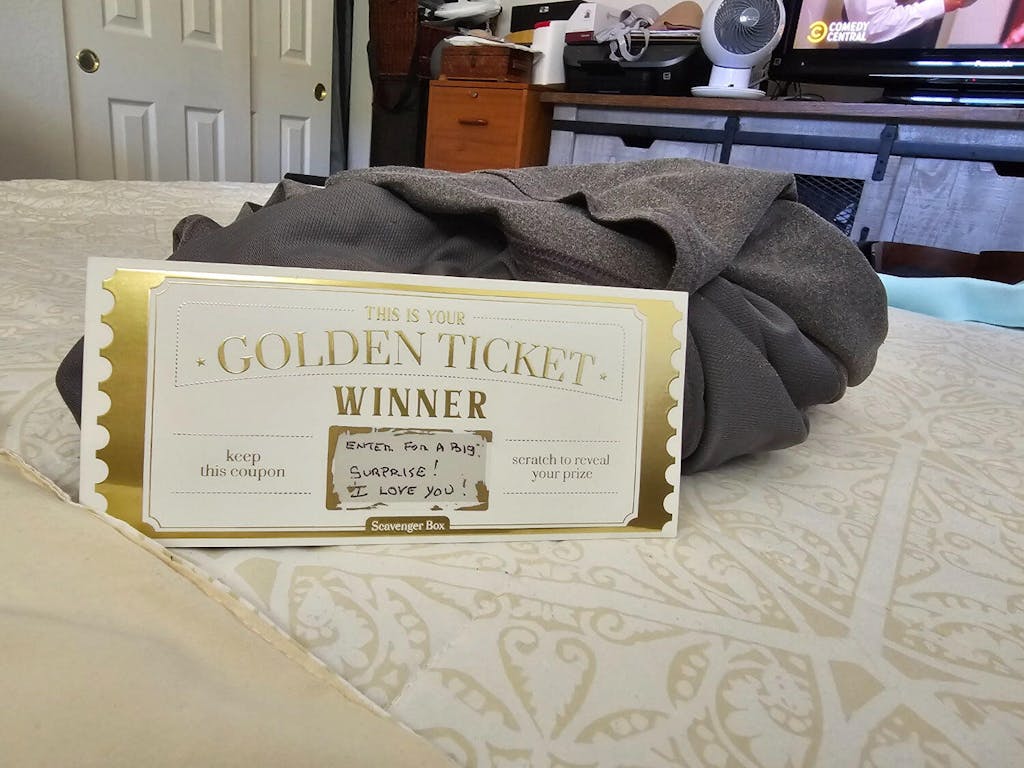 COMEDY
CENTRAL
THIS IS YOUR
GOLDEN TICKET
WINNER
keep
this coupon
ENTER FOR A BIG
SURPRISE!
I LOVE YOU!
scratch to reveal
your prize
Scavenger Box